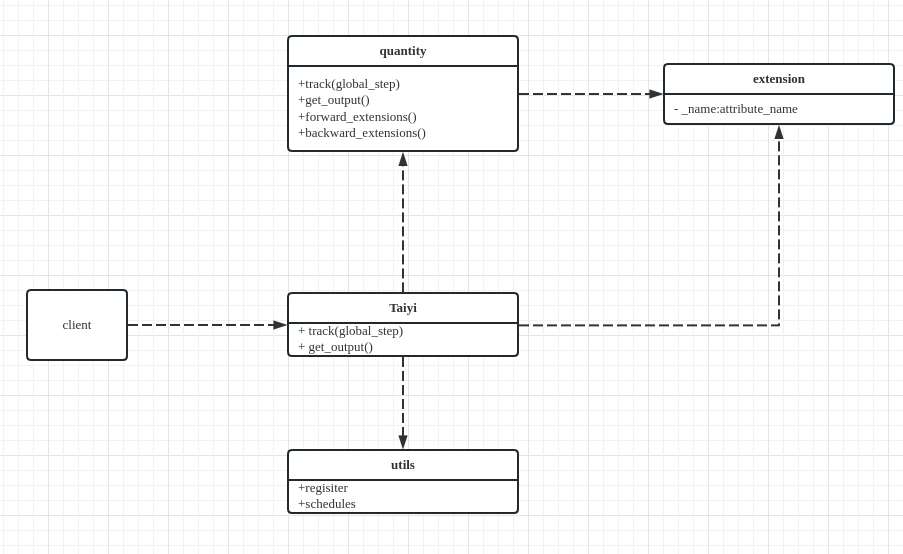 quantity
+track(global_step)
+get_output()
+forward_extensions()
+backward_extensions()
extension
- _name:attribute_name
client
Taiyi
+ track(global_step)
+ get_output()
utils
+regisiter
+schedules